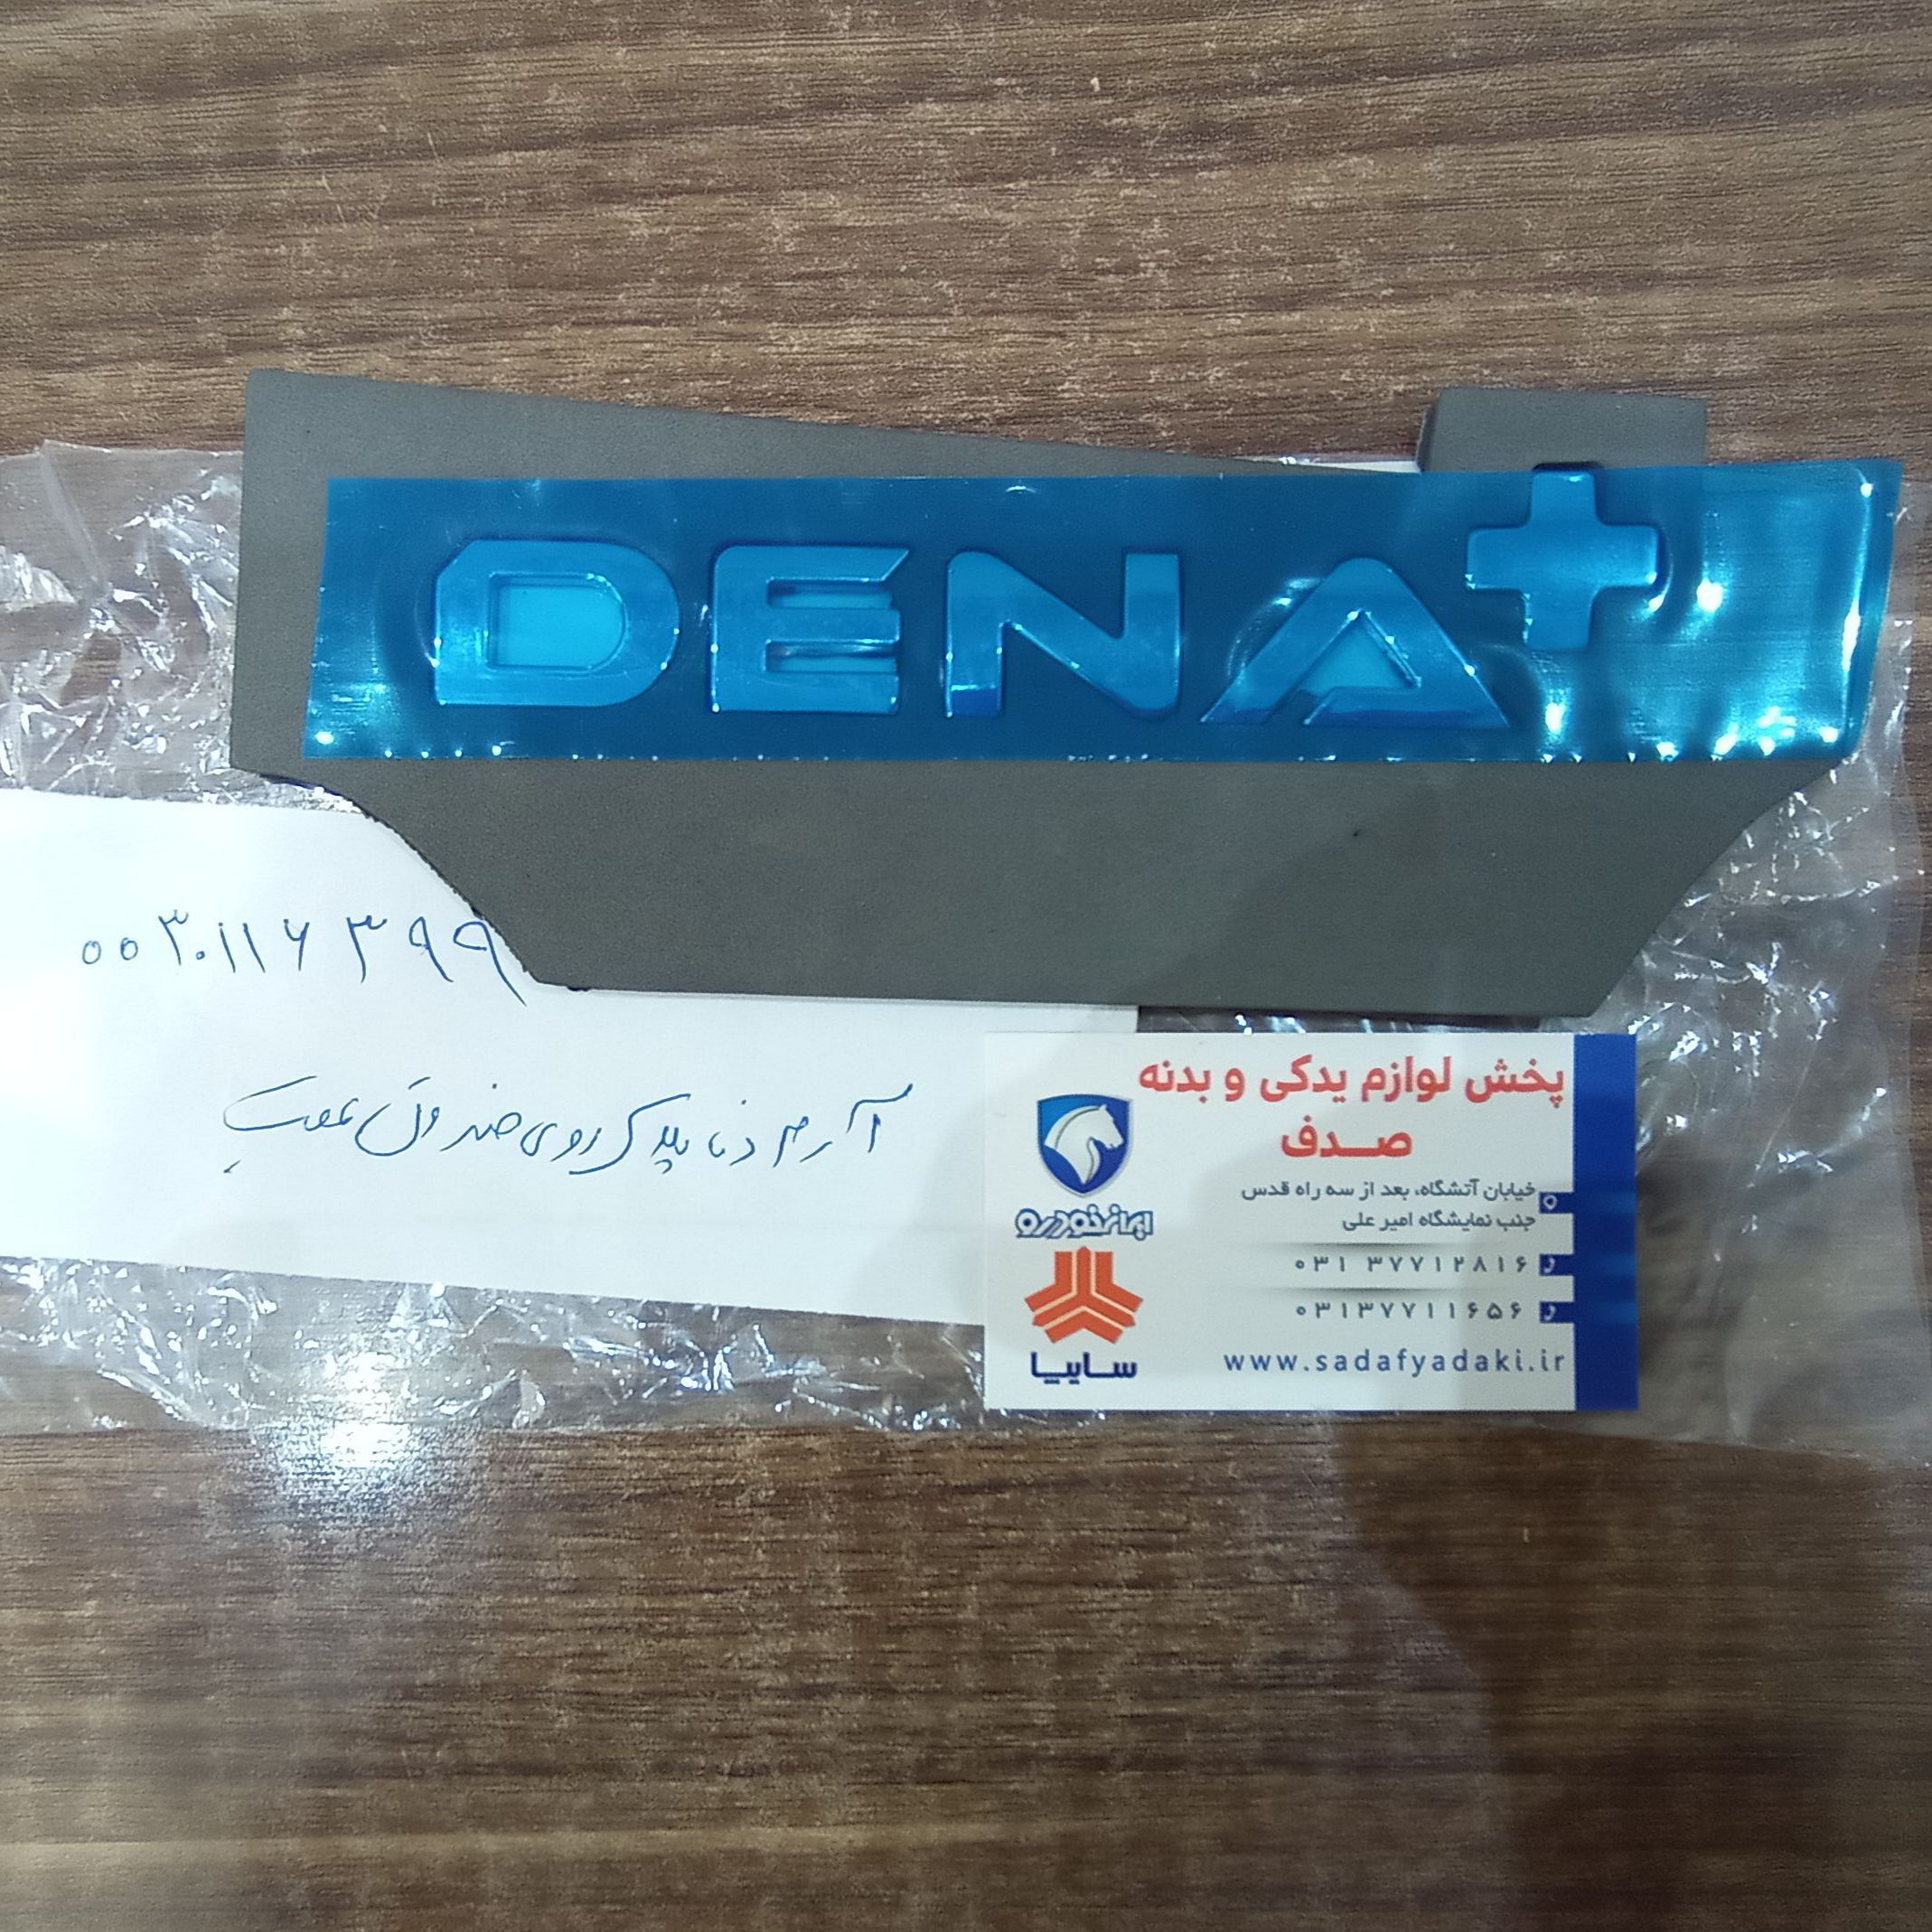 DENA+
۰۰۳۰۱۱۶۳۹۹
آرم دنا پلاس روی صندوق عقب
پخش لوازم یدکی و بدنه
صدف
خیابان آتشگاه، بعد از سه راه قدس
جنب نمایشگاه امیر علی
۰۳۱ ۳۷۷۱۲۸۱۶
۰۳۱۳۷۷۱۱۶۵۶
www.sadafyadaki.ir
ایران‌خودرو
سایپا